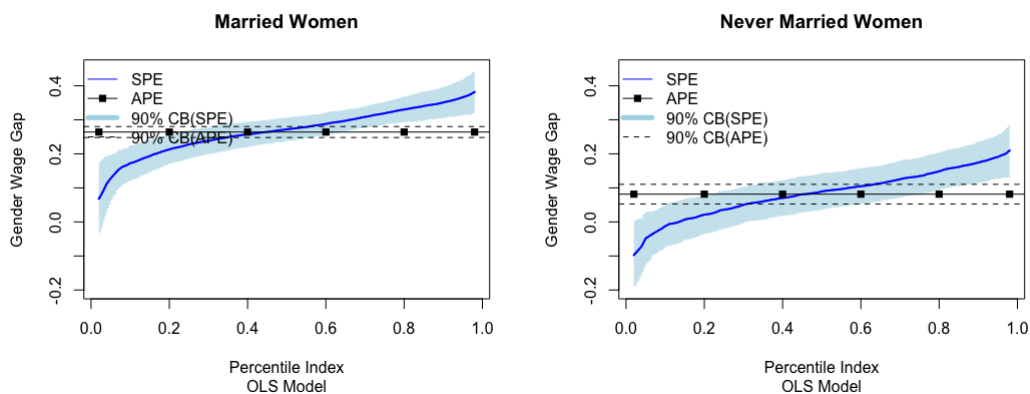 Married Women
Gender Wage Gap
0.4
0.2
0.0
-0.2
SPE
APE
90% CB(SPE)
90% CB(APE)
0.0 0.2 0.4 0.6 0.8 1.0
Percentile Index
OLS Model
Never Married Women
Gender Wage Gap
0.4
0.2
0.0
-0.2
SPE
APE
90% CB(SPE)
90% CB(APE)
0.0 0.2 0.4 0.6 0.8 1.0
Percentile Index
OLS Model